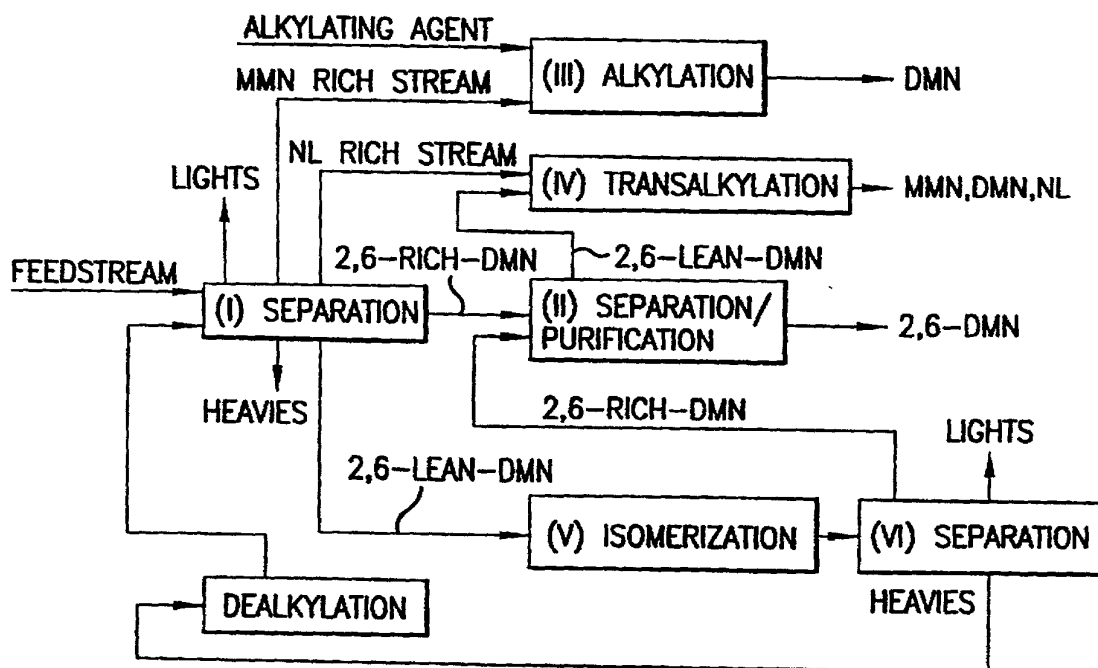 ALKYLATING AGENT
(III) ALKYLATION
DMN
MMN RICH STREAM
NL RICH STREAM
LIGHTS
(IV) TRANSALKYLATION
MMN,DMN,NL
2,6-RICH-DMN
2,6-LEAN-DMN
FEEDSTREAM
(I) SEPARATION
(II) SEPARATION/
PURIFICATION
2,6-DMN
HEAVIES
2,6-RICH-DMN
LIGHTS
2,6-LEAN-DMN
(V) ISOMERIZATION
(VI) SEPARATION
HEAVIES
DEALKYLATION